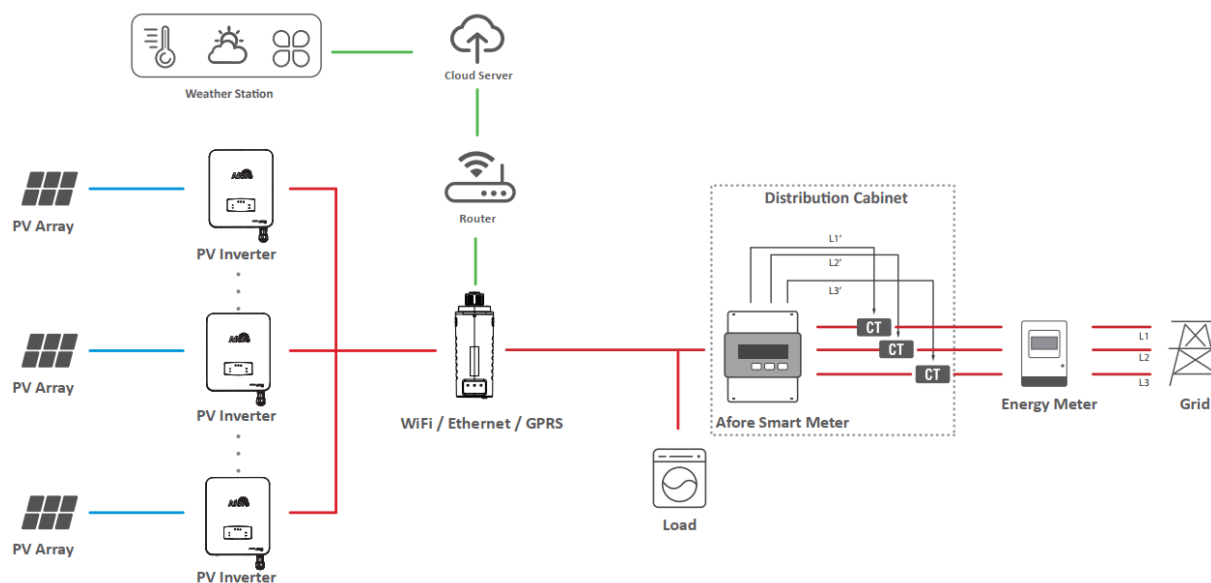 Weather Station
Cloud Server
Router
PV Array
PV Inverter
PV Array
PV Inverter
PV Array
PV Inverter
WiFi / Ethernet / GPRS
Load
Distribution Cabinet
L1'
L2'
L3'
CT
CT
CT
Afore Smart Meter
Energy Meter
L1
L2
L3
Grid